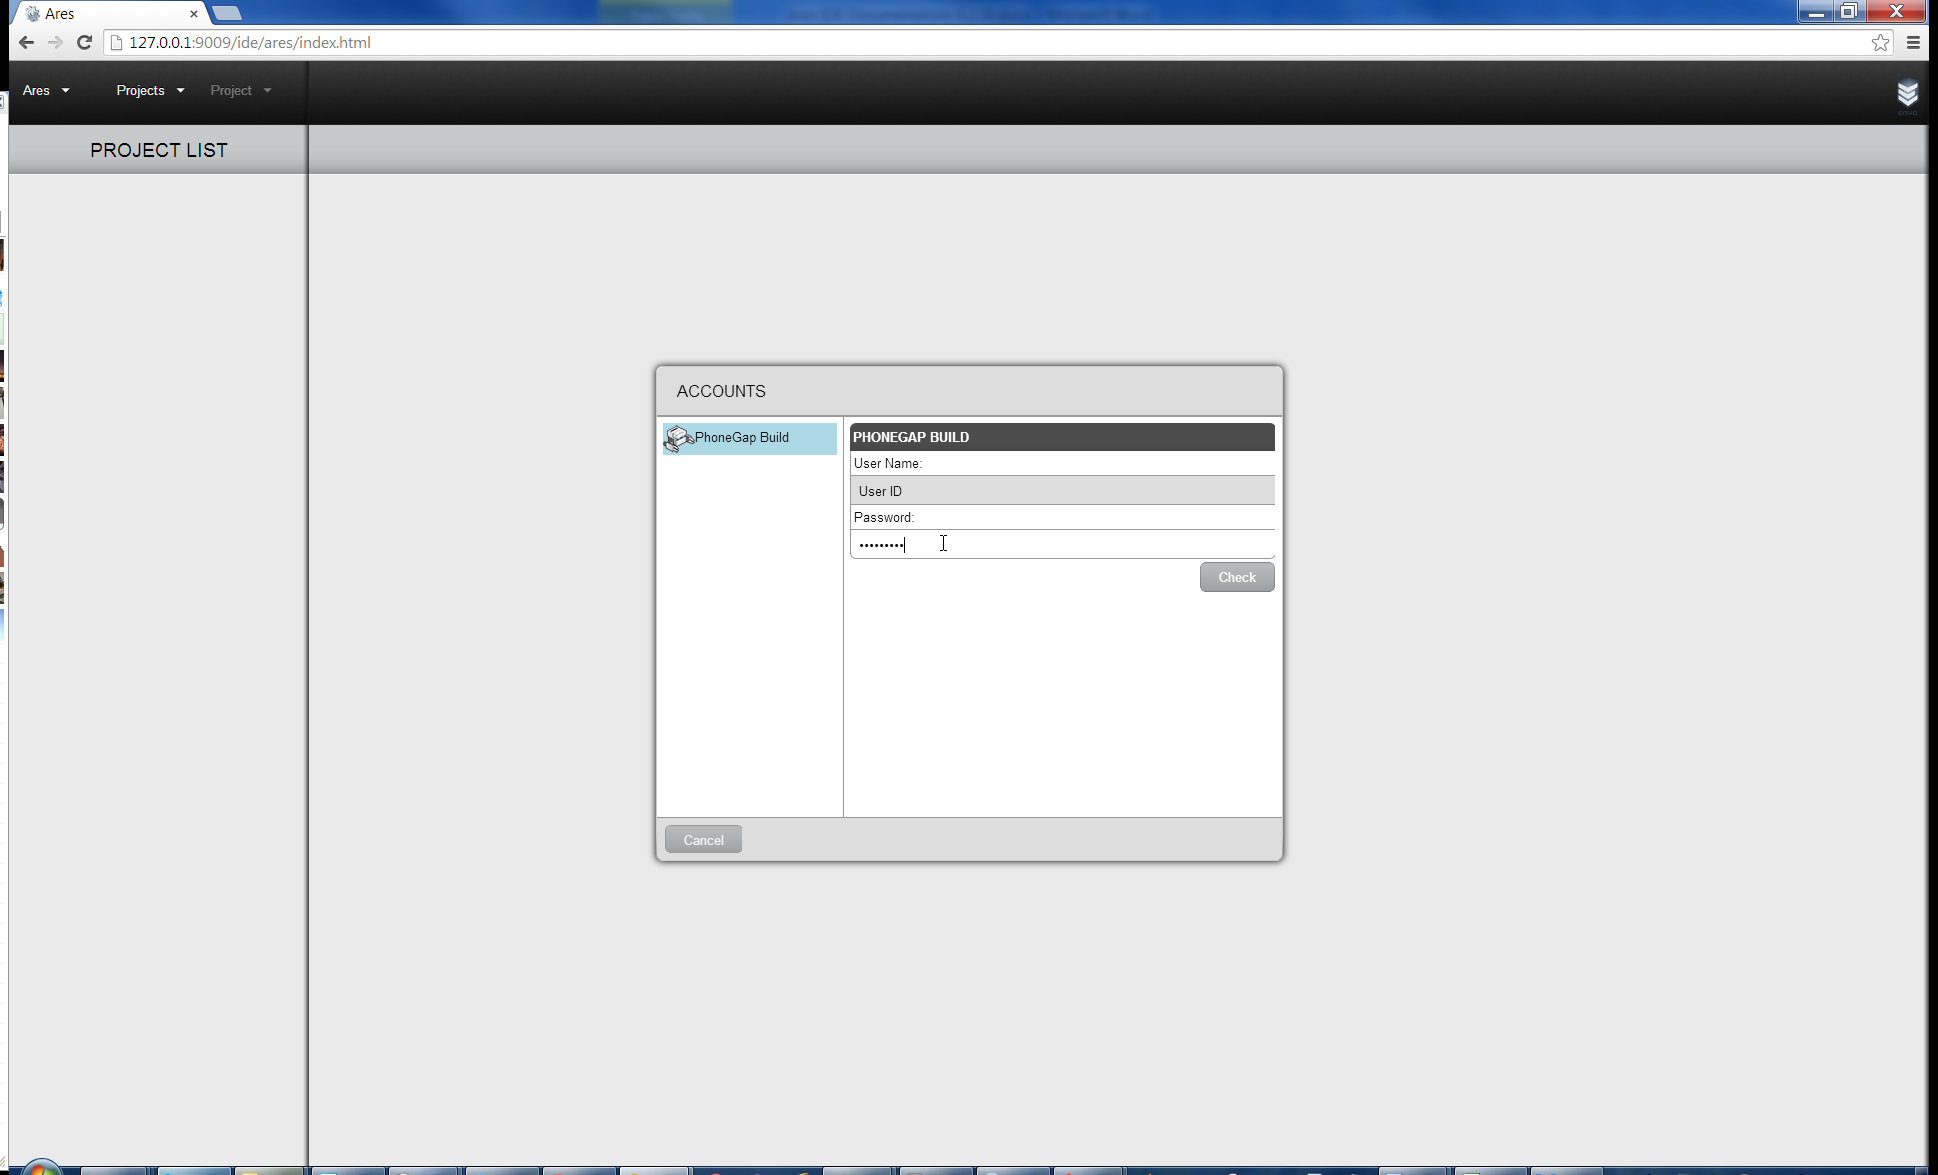 Ares
127.0.0.1:9009/ide/ares/index.html
Ares Projects Project
PROJECT LIST
ACCOUNTS
PhoneGap Build
PHONEGAP BUILD
User Name:
User ID
Password:
•••••••••
Check
Cancel